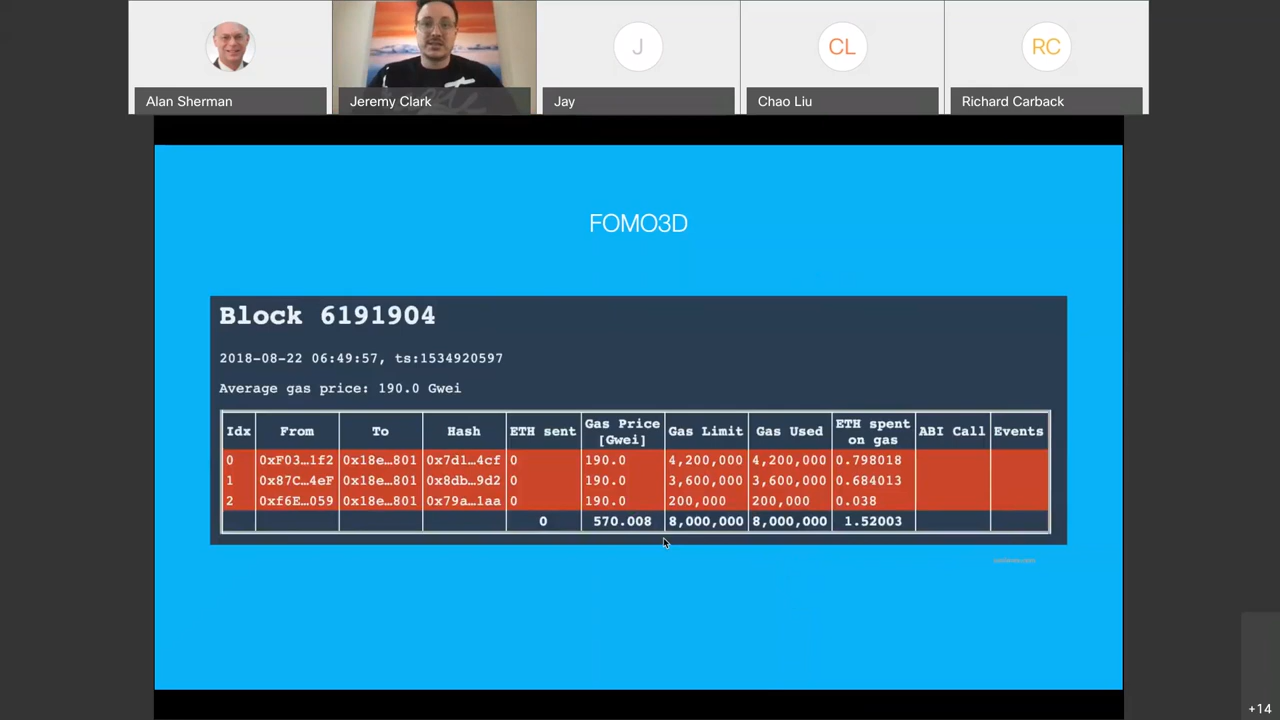 J
CL
RC
Alan Sherman
Jeremy Clark
Jay
Chao Liu
Richard Carback
FOMO3D
Block 6191904
2018-08-22 06:49:57, ts:1534920597
Average gas price: 190.0 Gwei
Idx From To Hash ETH sent Gas Price [Gwei] Gas Limit Gas Used ETH spent on gas ABI Call Events
0 0xF03…1f2 0x18e…801 0x7d1…4cf 0 190.0 4,200,000 4,200,000 0.798018
1 0x87C…4eF 0x18e…801 0x8db…9d2 0 190.0 3,600,000 3,600,000 0.684013
2 0xf6E…059 0x18e…801 0x79a…1aa 0 190.0 200,000 200,000 0.038
0 570.008 8,000,000 8,000,000 1.52003
+14